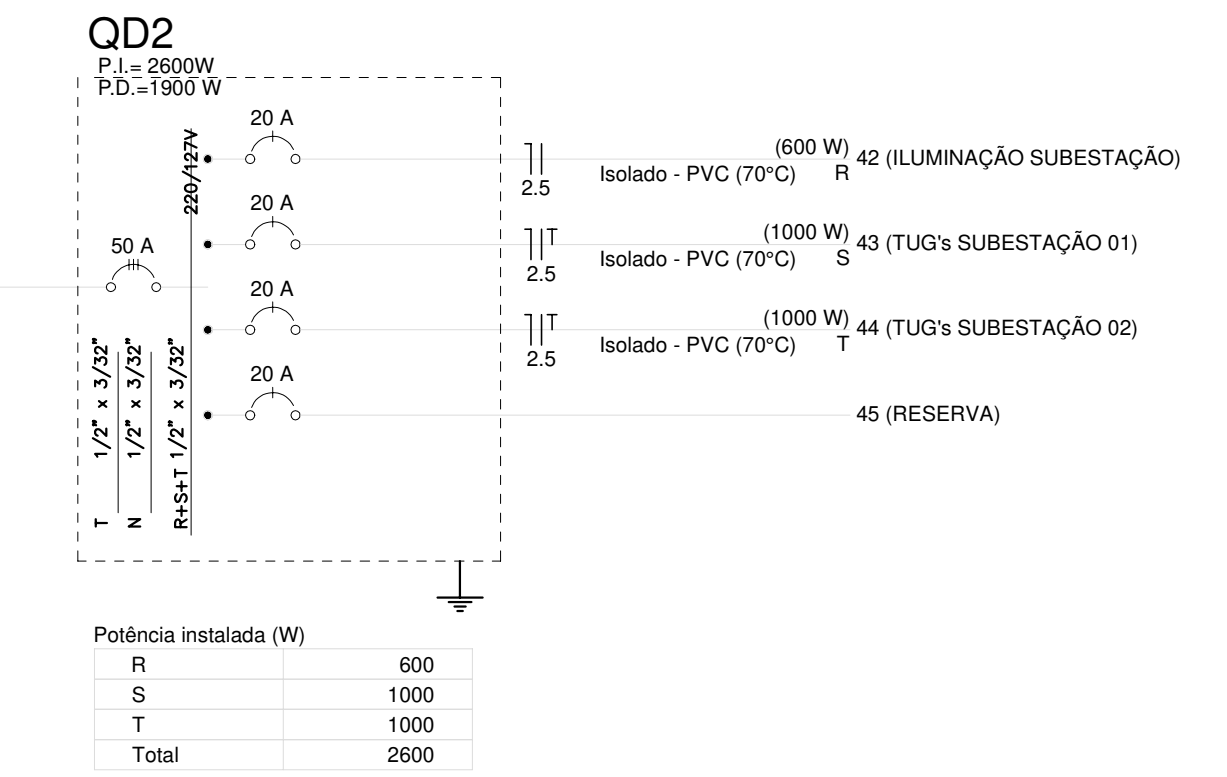 QD2
P.I.= 2600W
P.D.=1900 W
20 A
220/127V
2.5
(600 W)
Isolado - PVC (70°C) R
42 (ILUMINAÇÃO SUBESTAÇÃO)
20 A
T
2.5
(1000 W)
Isolado - PVC (70°C) S
43 (TUG's SUBESTAÇÃO 01)
50 A
20 A
T
2.5
(1000 W)
Isolado - PVC (70°C) T
44 (TUG's SUBESTAÇÃO 02)
20 A
45 (RESERVA)
T 1/2" x 3/32"
N 1/2" x 3/32"
R+S+T 1/2" x 3/32"
Potência instalada (W)
R 600
S 1000
T 1000
Total 2600